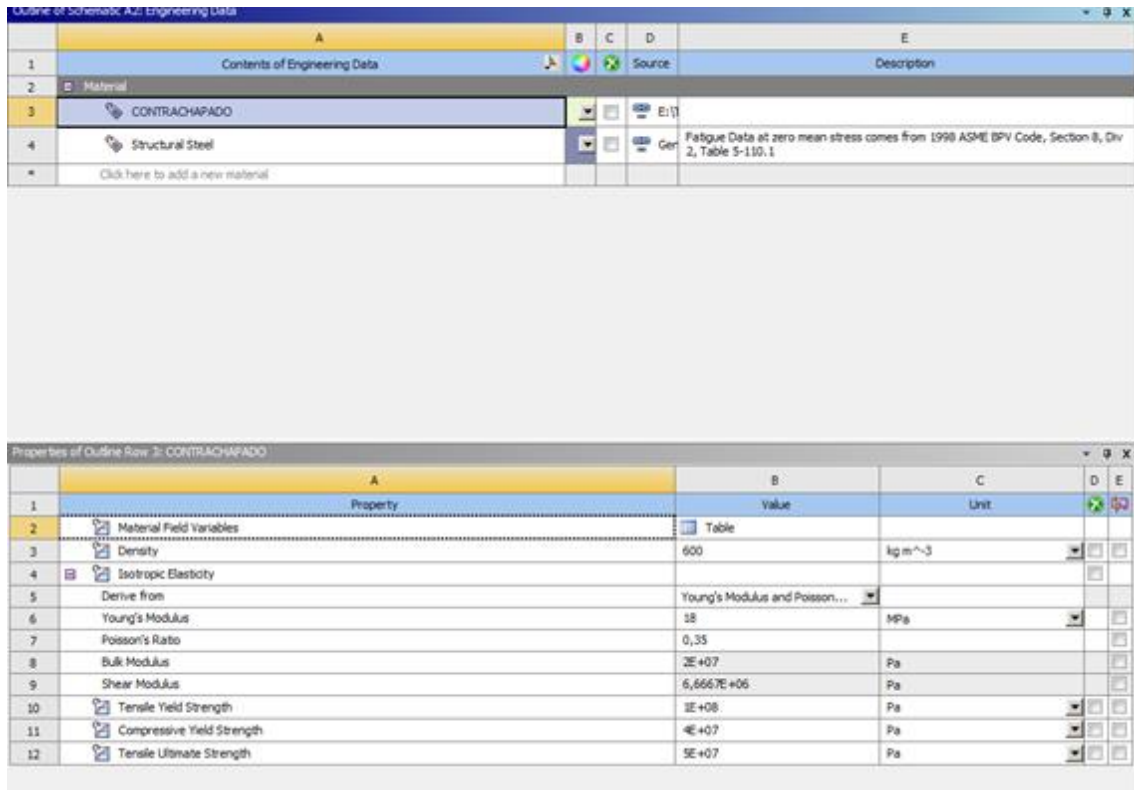 Outline of Schematic A2: Engineering Data
A B C D E
1 Contents of Engineering Data Source Description
2 Material
3 CONTRACHAPADO E:\
4 Structural Steel Ger Fatigue Data at zero mean stress comes from 1998 ASME BPV Code, Section 8, Div
2, Table 5-110.1
* Click here to add a new material
Properties of Outline Row 3: CONTRACHAPADO
A B C D E
1 Property Value Unit
2 Material Field Variables Table
3 Density 600 kg m^-3
4 Isotropic Elasticity
5 Derive from Young's Modulus and Poisson...
6 Young's Modulus 18 MPa
7 Poisson's Ratio 0,35
8 Bulk Modulus 2E+07 Pa
9 Shear Modulus 6,6667E+06 Pa
10 Tensile Yield Strength 1E+08 Pa
11 Compressive Yield Strength 4E+07 Pa
12 Tensile Ultimate Strength 5E+07 Pa